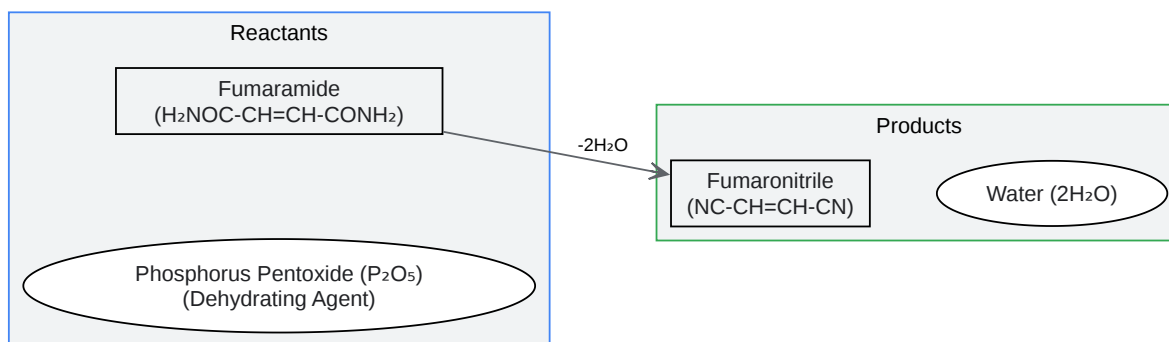 Reactants
Fumaramide
(H₂NOC-CH=CH-CONH₂)
-2H₂O
Products
Fumaronitrile
(NC-CH=CH-CN)
Water (2H₂O)
Phosphorus Pentoxide (P₂O₅)
(Dehydrating Agent)